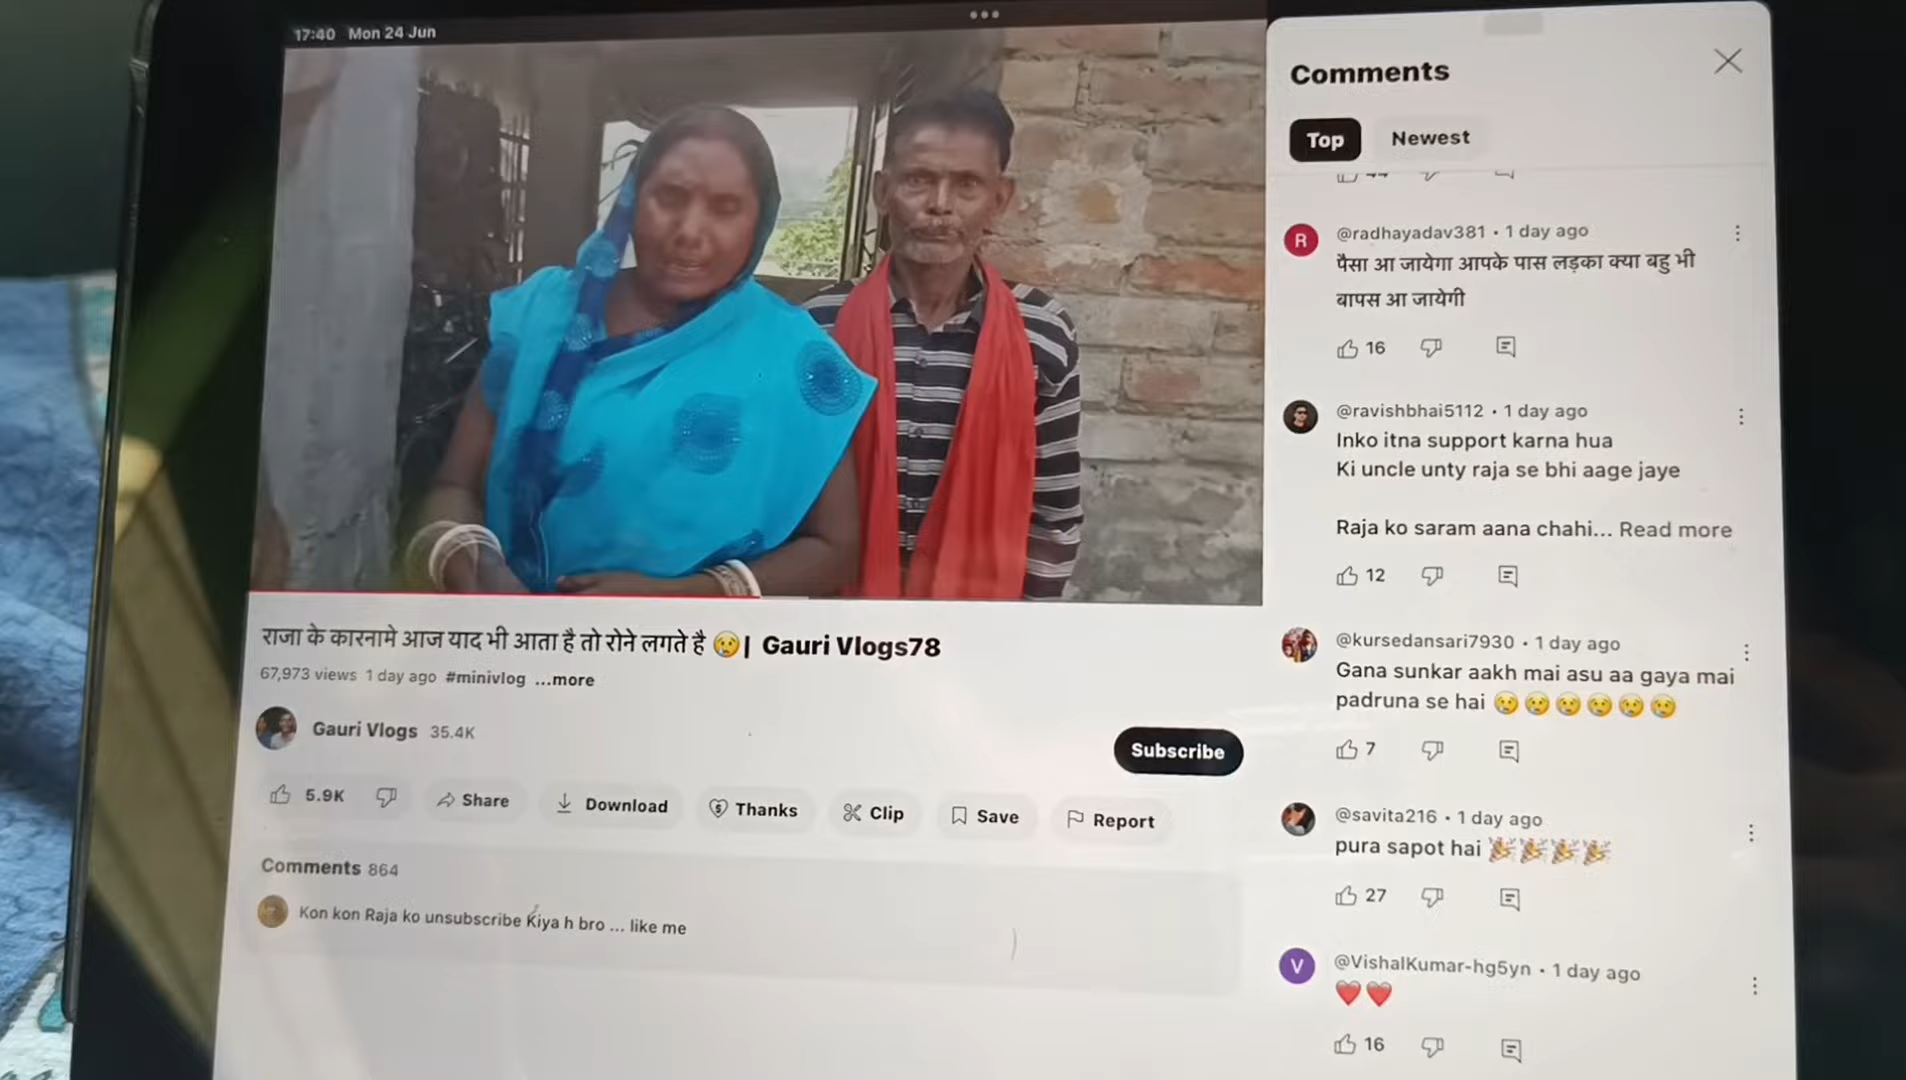 17:40 Mon 24 Jun
Comments
Top Newest
@radhayadav381 • 1 day ago
पैसा आ जायेगा आपके पास लड़का क्या बहु भी
बापस आ जायेगी
16
@ravishbhai5112 • 1 day ago
Inko itna support karna hua
Ki uncle unty raja se bhi aage jaye
Raja ko saram aana chahi... Read more
12
@kursedansari7930 • 1 day ago
Gana sunkar aakh mai asu aa gaya mai
padruna se hai 😢😢😢😢😢😢
7
@savita216 • 1 day ago
pura sapot hai 🎉🎉🎉🎉
27
@VishalKumar-hg5yn • 1 day ago
❤️❤️
16
राजा के कारनामे आज याद भी आता है तो रोने लगते है 😢| Gauri Vlogs78
67,973 views 1 day ago #minivlog ...more
Gauri Vlogs 35.4K
Subscribe
5.9K Share Download Thanks Clip Save Report
Comments 864
Kon kon Raja ko unsubscribe Kiya h bro ... like me